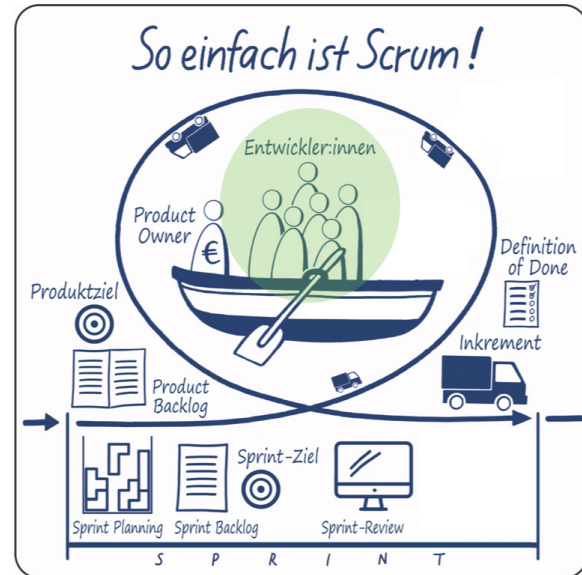 So einfach ist Scrum!
Entwickler:innen
Product
Owner
€
Definition
of Done
Produktziel
Inkrement
Product
Backlog
Sprint-Ziel
Sprint Planning
Sprint Backlog
Sprint-Review
SPRINT